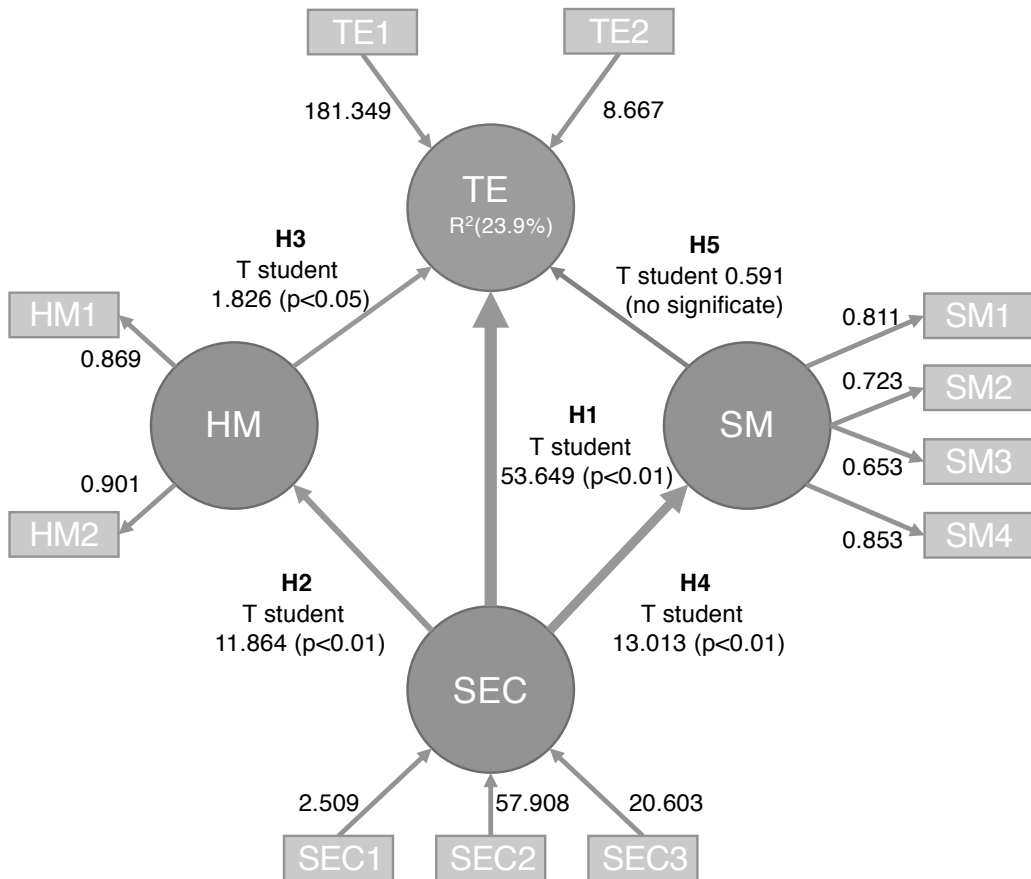 TE1
TE2
181.349
8.667
TE
R²(23.9%)
H3
T student
1.826 (p<0.05)
H5
T student 0.591
(no significate)
HM1
0.869
HM
0.901
HM2
H1
T student
53.649 (p<0.01)
SM
0.811
SM1
0.723
SM2
0.653
SM3
0.853
SM4
H2
T student
11.864 (p<0.01)
H4
T student
13.013 (p<0.01)
SEC
2.509
57.908
20.603
SEC1
SEC2
SEC3